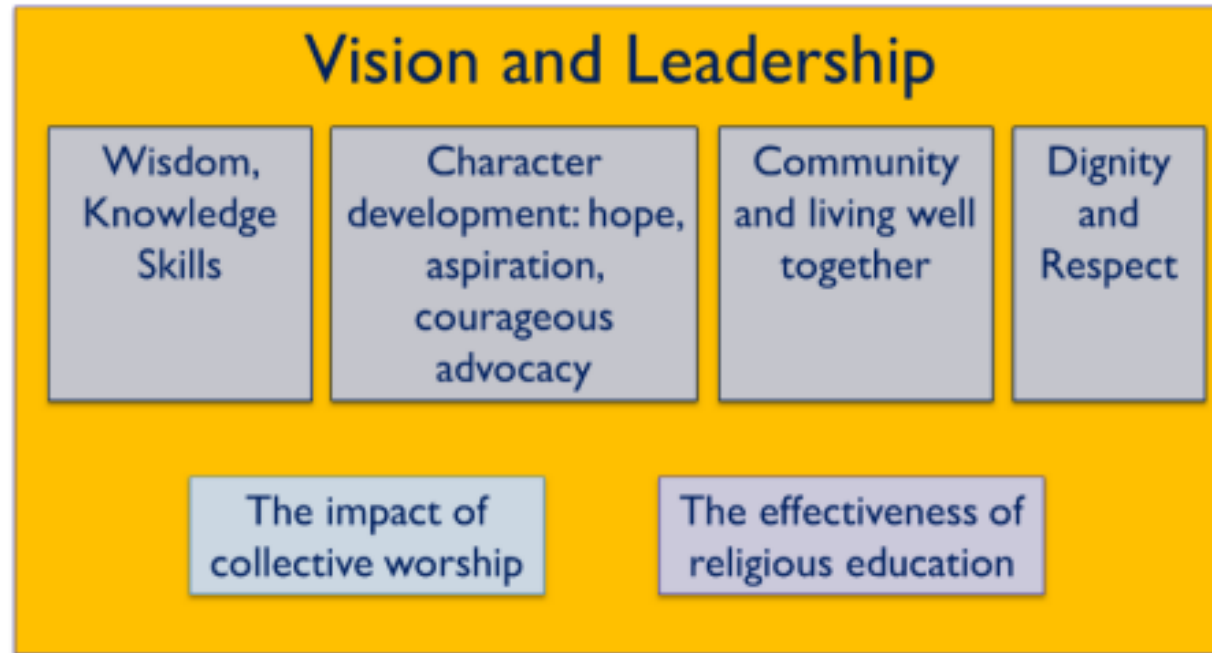 Vision and Leadership
Wisdom,
Knowledge
Skills
Character
development: hope,
aspiration,
courageous
advocacy
Community
and living well
together
Dignity
and
Respect
The impact of
collective worship
The effectiveness of
religious education